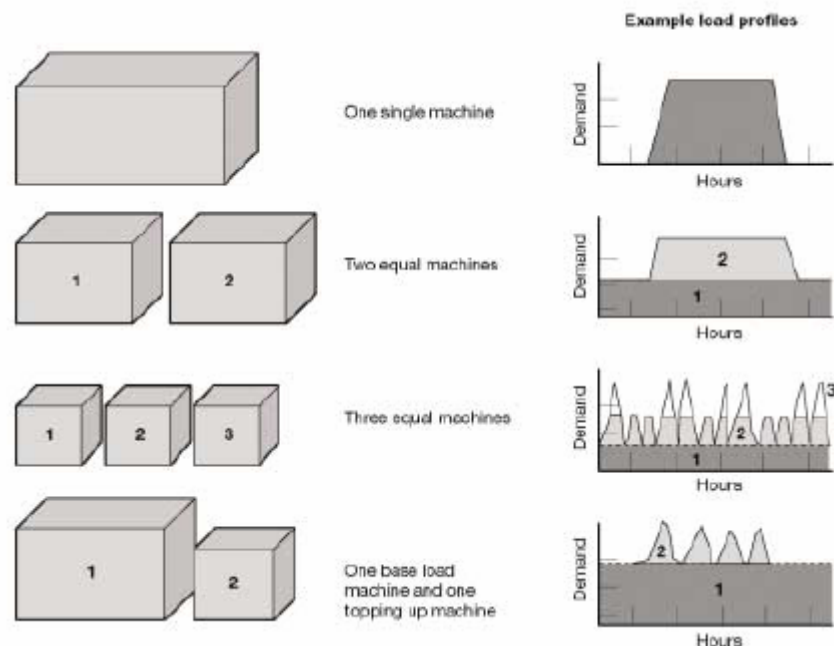 Example load profiles
One single machine
Demand
Hours
1
2
Two equal machines
Demand
2
1
Hours
1
2
3
Three equal machines
Demand
3
2
1
Hours
1
2
One base load
machine and one
topping up machine
Demand
2
1
Hours